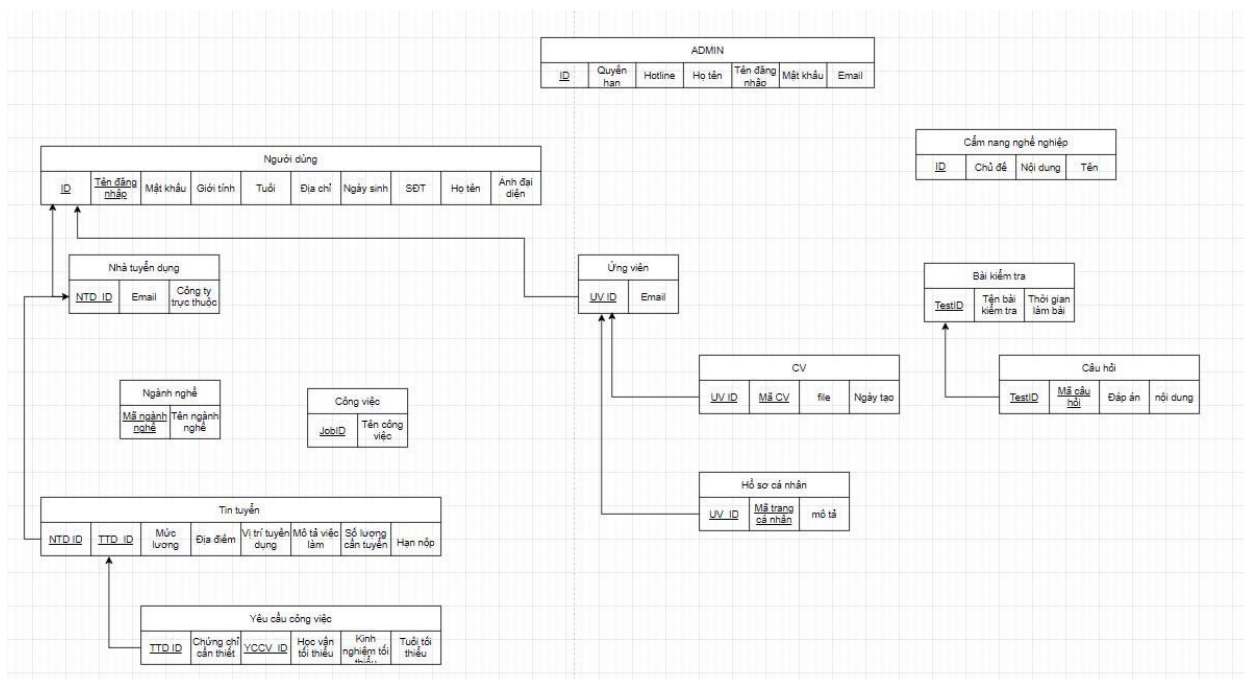 ADMIN
ID Quyền hạn Hotline Họ tên Tên đăng nhập Mật khẩu Email
Cẩm nang nghề nghiệp
ID Chủ đề Nội dung Tên
Người dùng
ID Tên đăng nhập Mật khẩu Giới tính Tuổi Địa chỉ Ngày sinh SĐT Họ tên Ảnh đại diện
Nhà tuyển dụng
NTD_ID Email Công ty trực thuộc
Ứng viên
UV ID Email
Bài kiểm tra
TestID Tên bài kiểm tra Thời gian làm bài
CV
UV ID Mã CV file Ngày tạo
Câu hỏi
TestID Mã câu hỏi Đáp án nội dung
Ngành nghề
Mã ngành nghề Tên ngành nghề
Công việc
JobID Tên công việc
Hồ sơ cá nhân
UV_ID Mã trang cá nhân mô tả
Tin tuyển
NTD ID TTD_ID Mức lương Địa điểm Vị trí tuyển dụng Mô tả việc làm Số lượng cần tuyển Hạn nộp
Yêu cầu công việc
TTD ID Chứng chỉ cần thiết YCCV_ID Học vấn tối thiểu Kinh nghiệm tối thiểu Tuổi tối thiểu